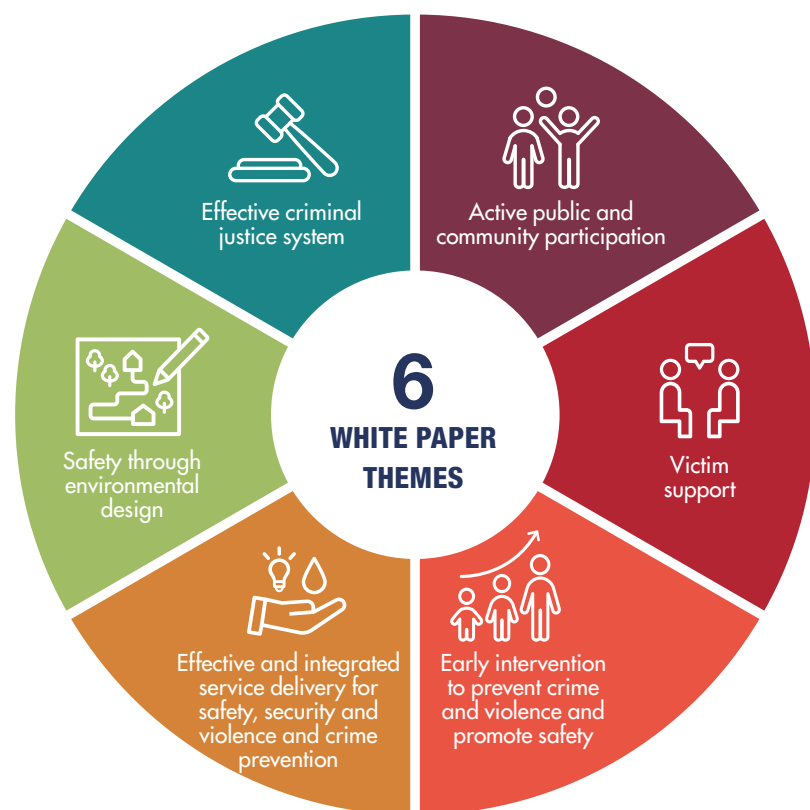 Effective criminal
justice system
Active public and
community participation
Safety through
environmental
design
6
WHITE PAPER
THEMES
Victim
support
Effective and integrated
service delivery for
safety, security and
violence and crime
prevention
Early intervention
to prevent crime
and violence and
promote safety